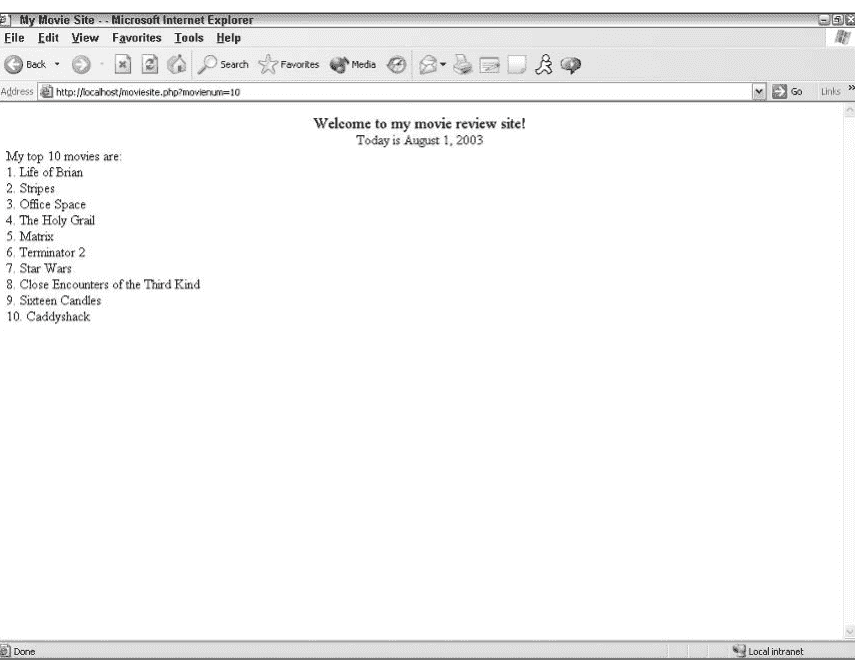 My Movie Site - - Microsoft Internet Explorer
File Edit View Favorites Tools Help
Back Search Favorites Media
Address http://localhost/moviesite.php?movienum=10 Go Links »
Welcome to my movie review site!
Today is August 1, 2003
My top 10 movies are:
1. Life of Brian
2. Stripes
3. Office Space
4. The Holy Grail
5. Matrix
6. Terminator 2
7. Star Wars
8. Close Encounters of the Third Kind
9. Sixteen Candles
10. Caddyshack
Done Local intranet